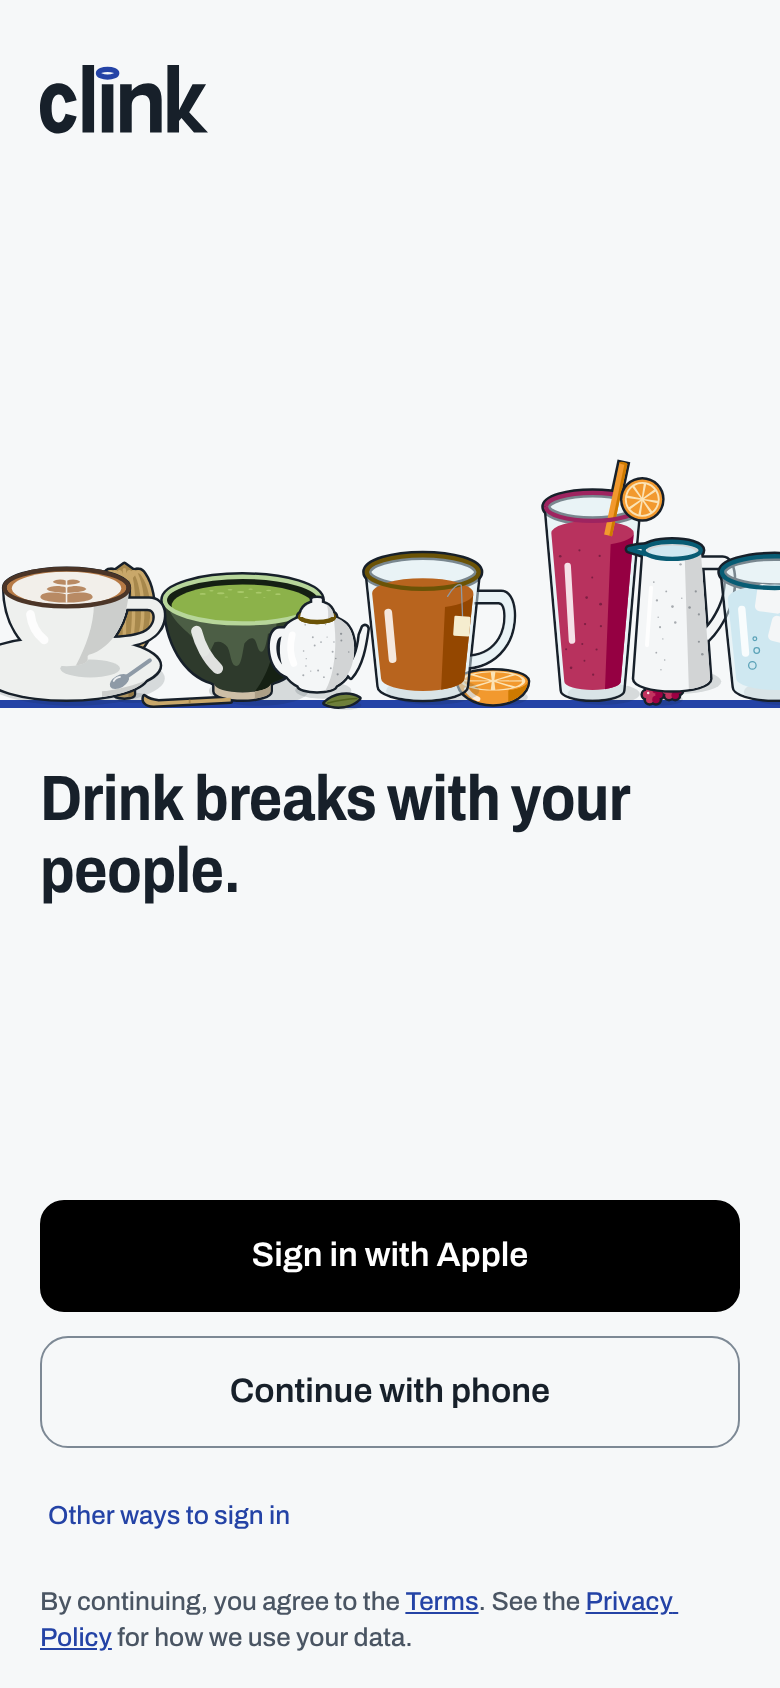 clink
Drink breaks with your
people.
Sign in with Apple
Continue with phone
Other ways to sign in
By continuing, you agree to the Terms. See the Privacy
Policy for how we use your data.